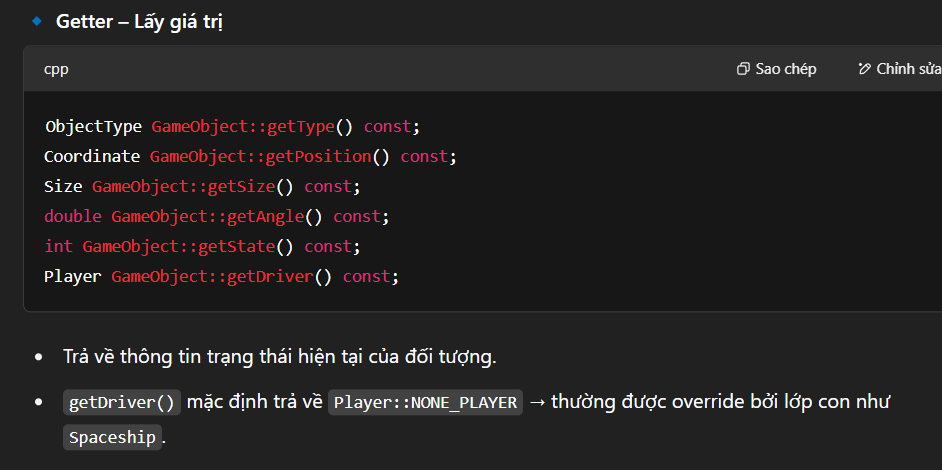 Getter – Lấy giá trị
cpp Sao chép Chỉnh sửa
ObjectType GameObject::getType() const;
Coordinate GameObject::getPosition() const;
Size GameObject::getSize() const;
double GameObject::getAngle() const;
int GameObject::getState() const;
Player GameObject::getDriver() const;
• Trả về thông tin trạng thái hiện tại của đối tượng.
• getDriver() mặc định trả về Player::NONE_PLAYER → thường được override bởi lớp con như
Spaceship.